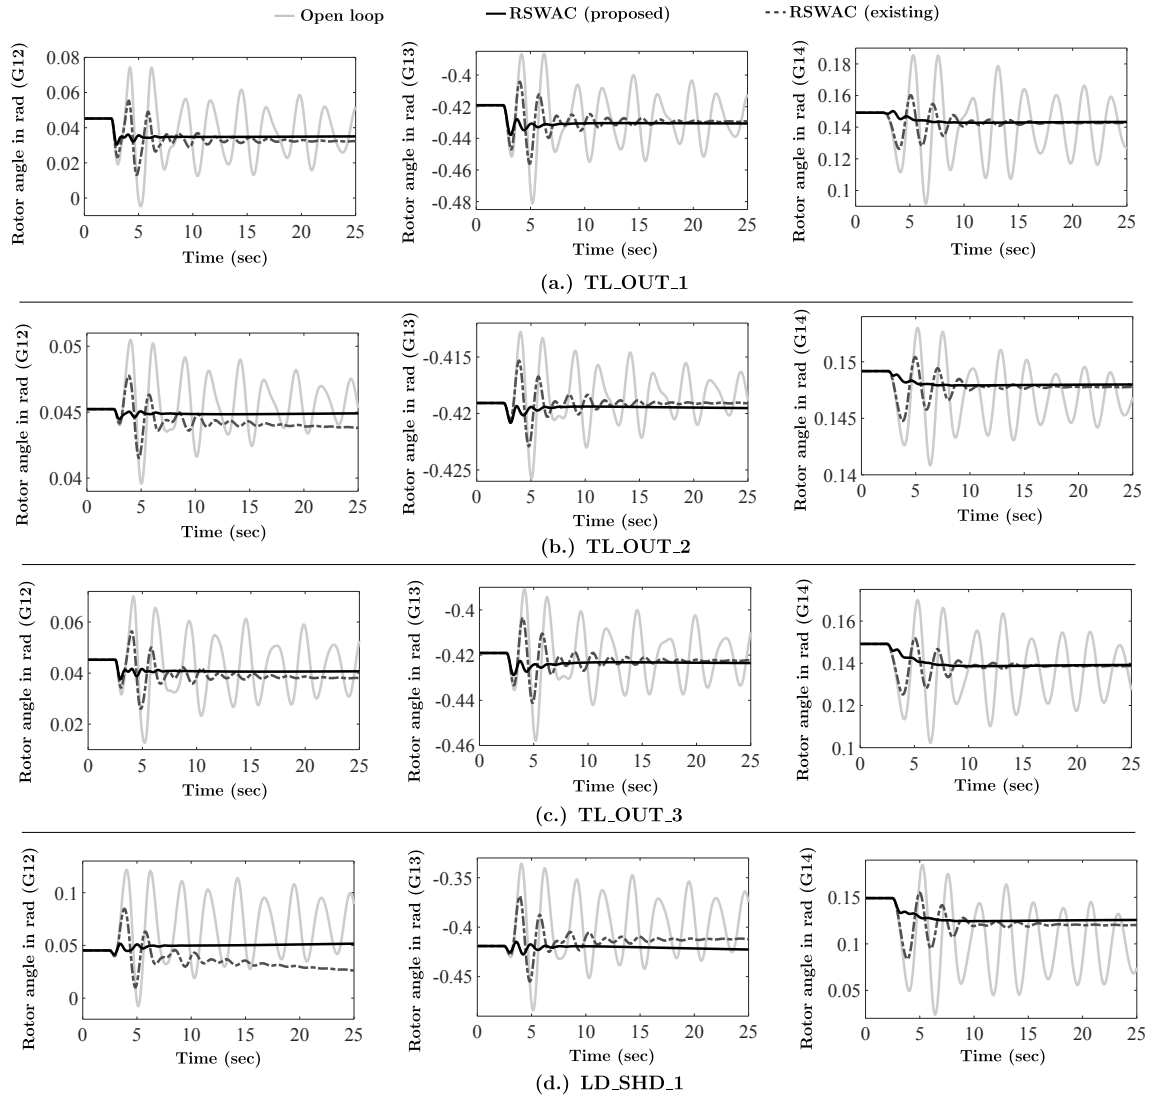 Open loop
RSWAC (proposed)
RSWAC (existing)
Rotor angle in rad (G12)
0.08
0.06
0.04
0.02
0
0 5 10 15 20 25
Time (sec)
Rotor angle in rad (G13)
-0.4
-0.42
-0.44
-0.46
-0.48
0 5 10 15 20 25
Time (sec)
Rotor angle in rad (G14)
0.18
0.16
0.14
0.12
0.1
0 5 10 15 20 25
Time (sec)
(a.) TL_OUT_1
Rotor angle in rad (G12)
0.05
0.045
0.04
0 5 10 15 20 25
Time (sec)
Rotor angle in rad (G13)
-0.415
-0.42
-0.425
0 5 10 15 20 25
Time (sec)
Rotor angle in rad (G14)
0.15
0.145
0.14
0 5 10 15 20 25
Time (sec)
(b.) TL_OUT_2
Rotor angle in rad (G12)
0.06
0.04
0.02
0 5 10 15 20 25
Time (sec)
Rotor angle in rad (G13)
-0.4
-0.42
-0.44
-0.46
0 5 10 15 20 25
Time (sec)
Rotor angle in rad (G14)
0.16
0.14
0.12
0.1
0 5 10 15 20 25
Time (sec)
(c.) TL_OUT_3
Rotor angle in rad (G12)
0.1
0.05
0
0 5 10 15 20 25
Time (sec)
Rotor angle in rad (G13)
-0.35
-0.4
-0.45
0 5 10 15 20 25
Time (sec)
Rotor angle in rad (G14)
0.15
0.1
0.05
0 5 10 15 20 25
Time (sec)
(d.) LD_SHD_1